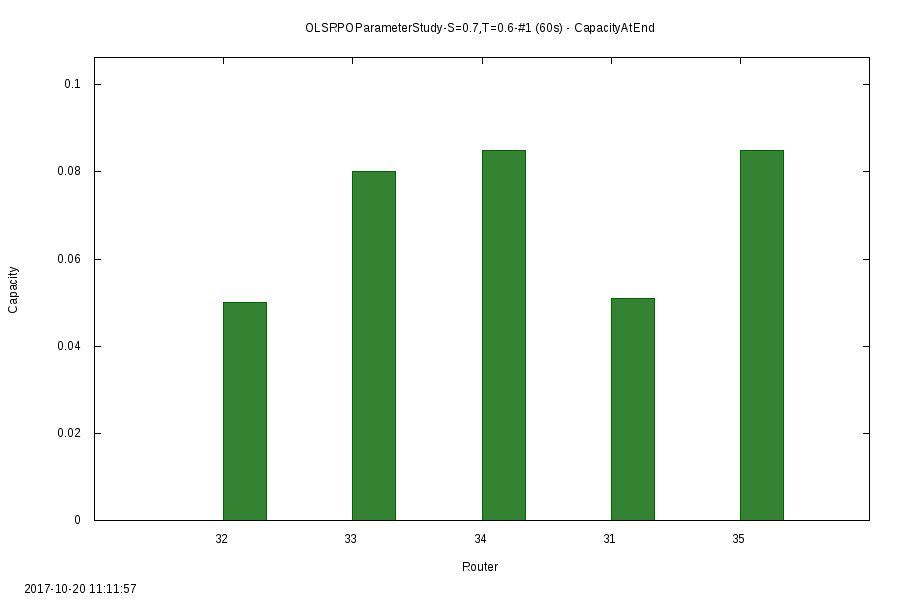 OLSRPOParameterStudy-S=0.7,T=0.6-#1 (60s) - CapacityAtEnd
0.1
0.08
0.06
0.04
0.02
0
Capacity
32 33 34 31 35
Router
2017-10-20 11:11:57